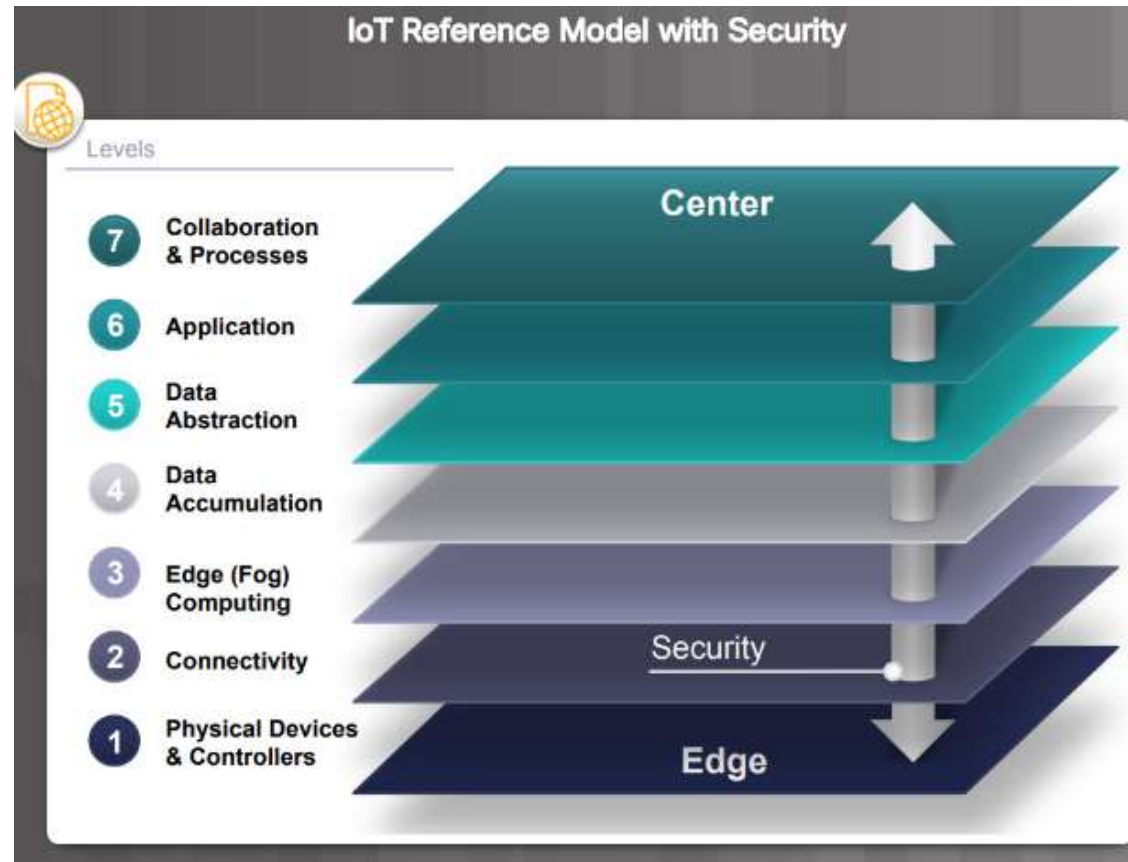 IoT Reference Model with Security
Levels
Center
7
Collaboration
& Processes
6
Application
5
Data
Abstraction
4
Data
Accumulation
3
Edge (Fog)
Computing
2
Connectivity
Security
1
Physical Devices
& Controllers
Edge